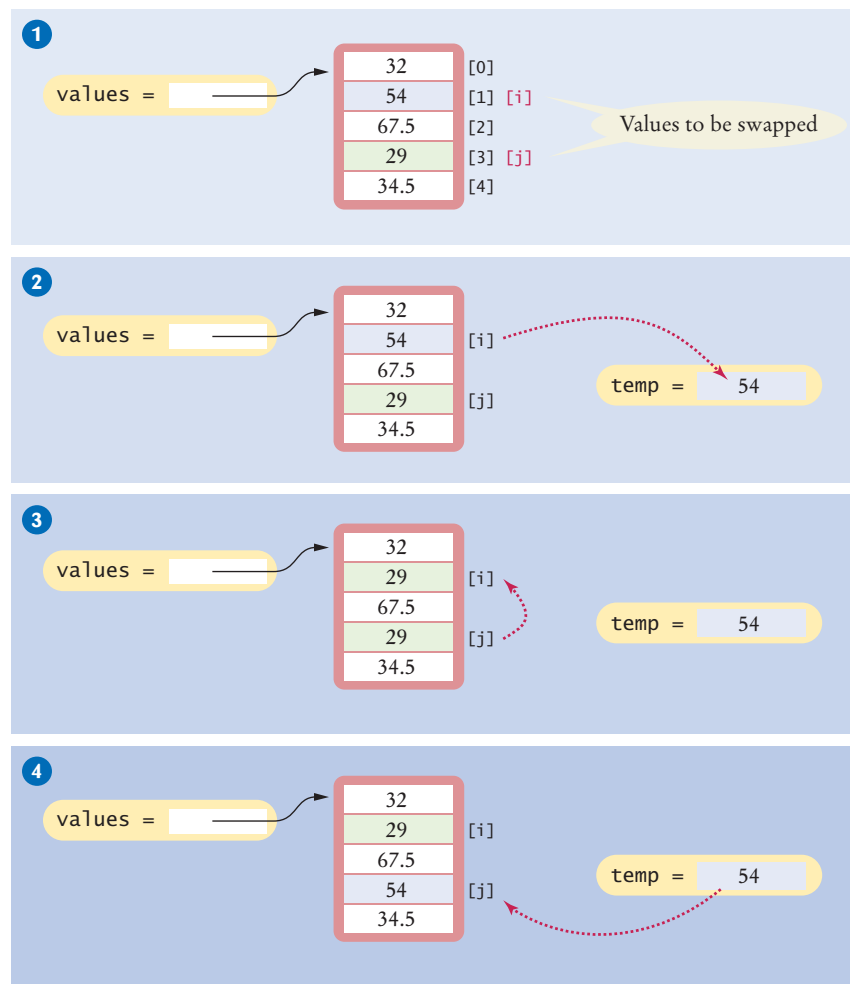 1
values =
32 [0]
54 [1] [i]
67.5 [2]
29 [3] [j]
34.5 [4]
Values to be swapped
2
values =
32
54 [i]
67.5
29 [j]
34.5
temp = 54
3
values =
32
29 [i]
67.5
29 [j]
34.5
temp = 54
4
values =
32
29 [i]
67.5
54 [j]
34.5
temp = 54